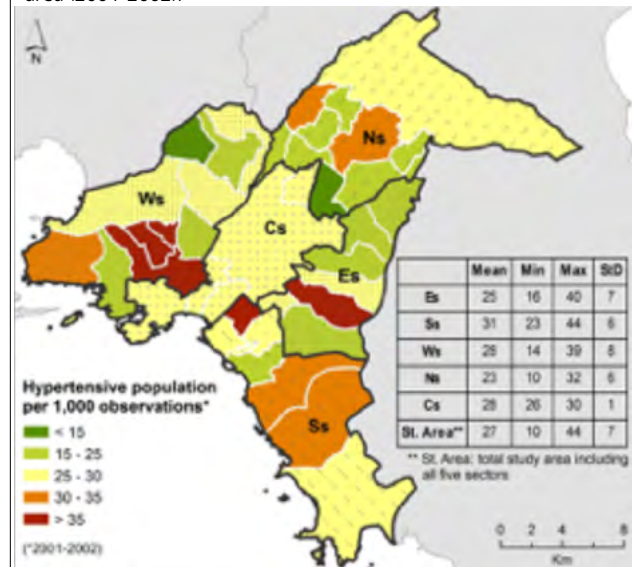 N
Ns
Ws
Cs
Es
Ss
Mean Min Max StD
Es 25 16 40 7
Ss 31 23 44 6
Ws 28 14 39 8
Ns 23 10 32 6
Cs 28 26 30 1
St. Area** 27 10 44 7
** St. Area: total study area including
all five sectors
Hypertensive population
per 1,000 observations*
< 15
15 - 25
25 - 30
30 - 35
> 35
(*2001-2002)
0 2 4 8
Km